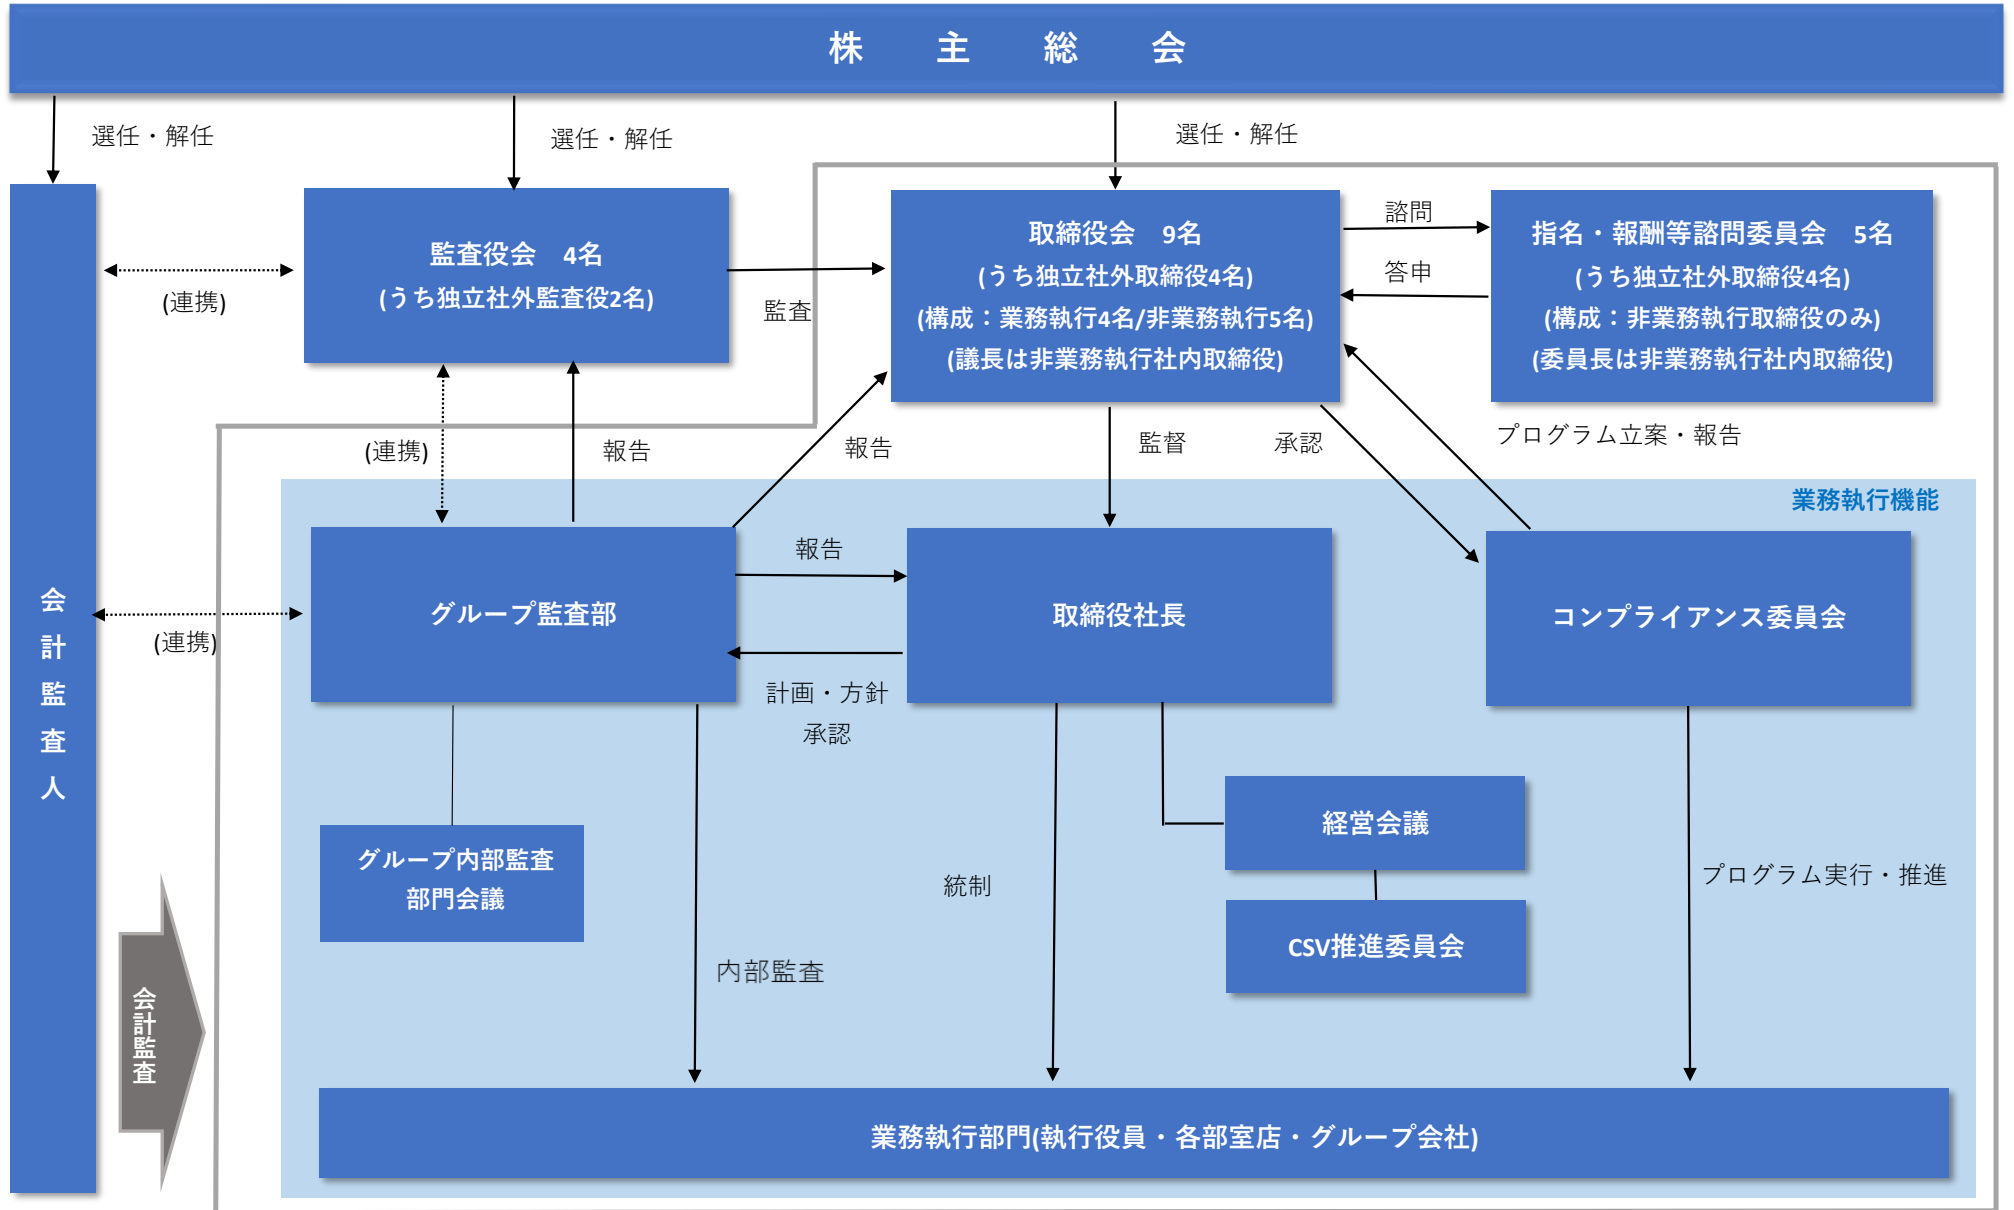 株主総会
選任・解任
選任・解任
選任・解任
監査役会　4名
(うち独立社外監査役2名)
取締役会　9名
(うち独立社外取締役4名)
(構成：業務執行4名/非業務執行5名)
(議長は非業務執行社内取締役)
諮問
答申
指名・報酬等諮問委員会　5名
(うち独立社外取締役4名)
(構成：非業務執行取締役のみ)
(委員長は非業務執行社内取締役)
(連携)
監査
(連携)
報告
報告
監督
承認
プログラム立案・報告
業務執行機能
会計監査人
(連携)
グループ監査部
報告
計画・方針
承認
取締役社長
コンプライアンス委員会
グループ内部監査
部門会議
経営会議
統制
プログラム実行・推進
CSV推進委員会
内部監査
会計監査
業務執行部門(執行役員・各部室店・グループ会社)